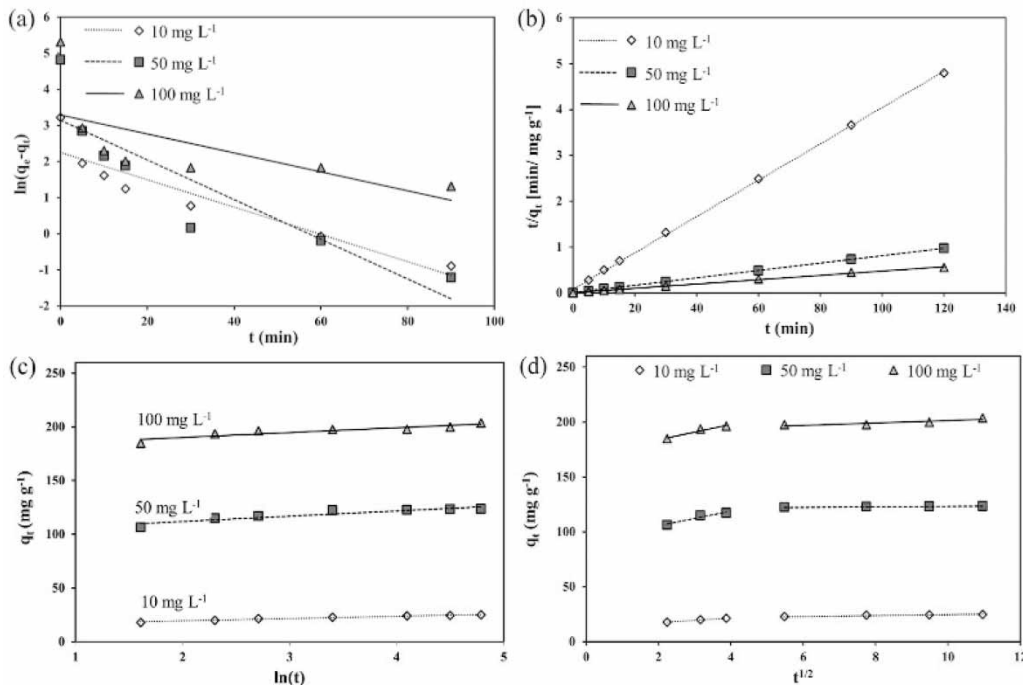 (a)
6
5
4
3
2
1
0
-1
-2
ln(qₑ-qₜ)
10 mg L⁻¹
50 mg L⁻¹
100 mg L⁻¹
0 20 40 60 80 100
t (min)
(b)
6
5
4
3
2
1
0
t/qₜ [min/ mg g⁻¹]
10 mg L⁻¹
50 mg L⁻¹
100 mg L⁻¹
0 20 40 60 80 100 120 140
t (min)
(c)
250
200
150
100
50
0
qₜ (mg g⁻¹)
100 mg L⁻¹
50 mg L⁻¹
10 mg L⁻¹
1 2 3 4 5
ln(t)
(d)
250
200
150
100
50
0
qₜ (mg g⁻¹)
10 mg L⁻¹ 50 mg L⁻¹ 100 mg L⁻¹
0 2 4 6 8 10 12
t¹/²